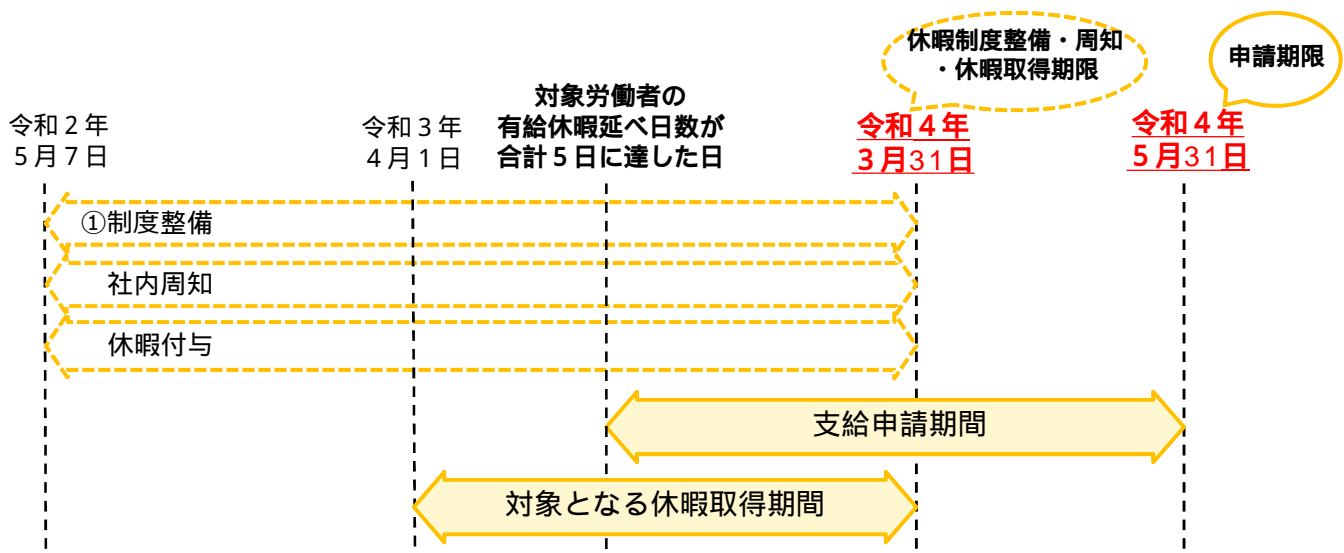 休暇制度整備・周知
・休暇取得期限
申請期限
令和２年
５月７日
令和３年
４月１日
対象労働者の
有給休暇延べ日数が
合計５日に達した日
令和４年
３月31日
令和４年
５月31日
①制度整備
社内周知
休暇付与
支給申請期間
対象となる休暇取得期間